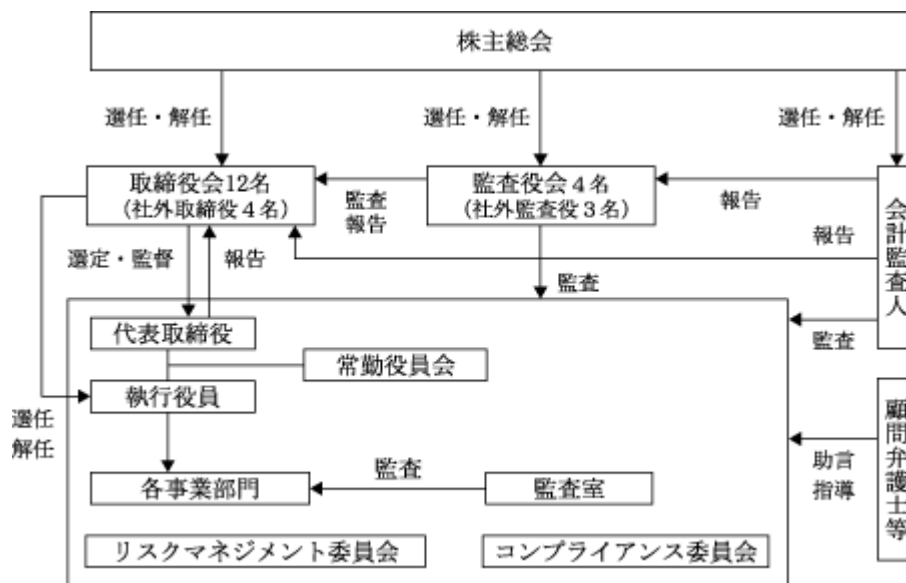 株主総会
選任・解任
選任・解任
選任・解任
取締役会12名
（社外取締役４名）
監査
報告
監査役会４名
（社外監査役３名）
報告
報告
会計監査人
選定・監督
報告
監査
代表取締役
監査
常勤役員会
執行役員
選任
解任
顧問弁護士等
助言
指導
各事業部門
監査
監査室
リスクマネジメント委員会
コンプライアンス委員会